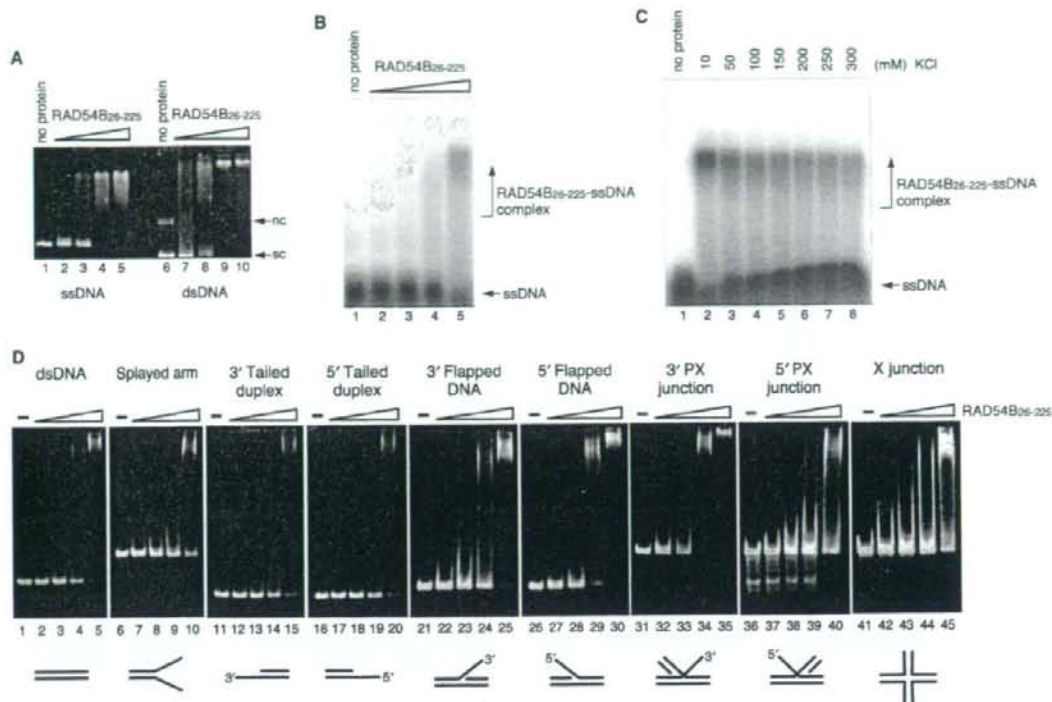 A
no protein
RAD54B26-225
no protein
RAD54B26-225
nc
sc
1 2 3 4 5 6 7 8 9 10
ssDNA dsDNA
B
no protein
RAD54B26-225
RAD54B26-225-ssDNA
complex
ssDNA
1 2 3 4 5
C
no protein
10 50 100 150 200 250 300 (mM) KCl
RAD54B26-225-ssDNA
complex
ssDNA
1 2 3 4 5 6 7 8
D
dsDNA
Splayed arm
3′ Tailed
duplex
5′ Tailed
duplex
3′ Flapped
DNA
5′ Flapped
DNA
3′ PX
junction
5′ PX
junction
X junction
– – – – – – – – – RAD54B26-225
1 2 3 4 5 6 7 8 9 10 11 12 13 14 15 16 17 18 19 20 21 22 23 24 25 26 27 28 29 30 31 32 33 34 35 36 37 38 39 40 41 42 43 44 45
3′ 5′ 3′ 5′ 3′ 5′